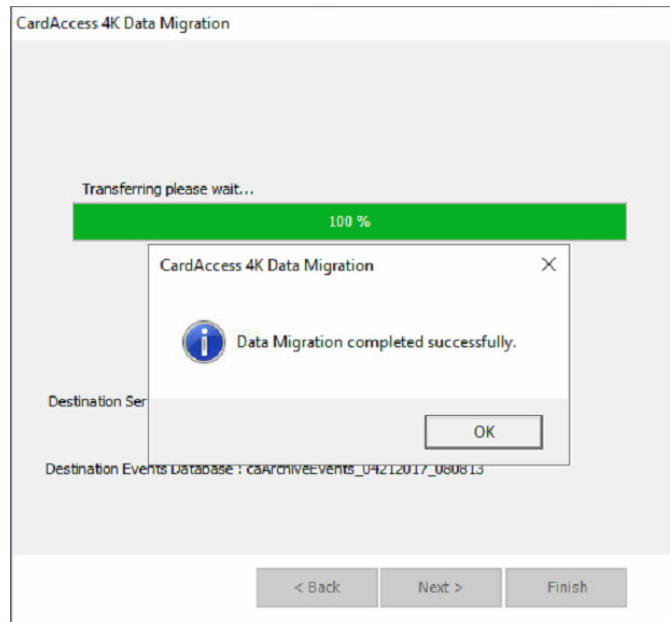 CardAccess 4K Data Migration
Transferring please wait...
100 %
CardAccess 4K Data Migration
Data Migration completed successfully.
OK
Destination Ser
Destination Events Database : caArchiveEvents_04212017_080813
< Back
Next >
Finish